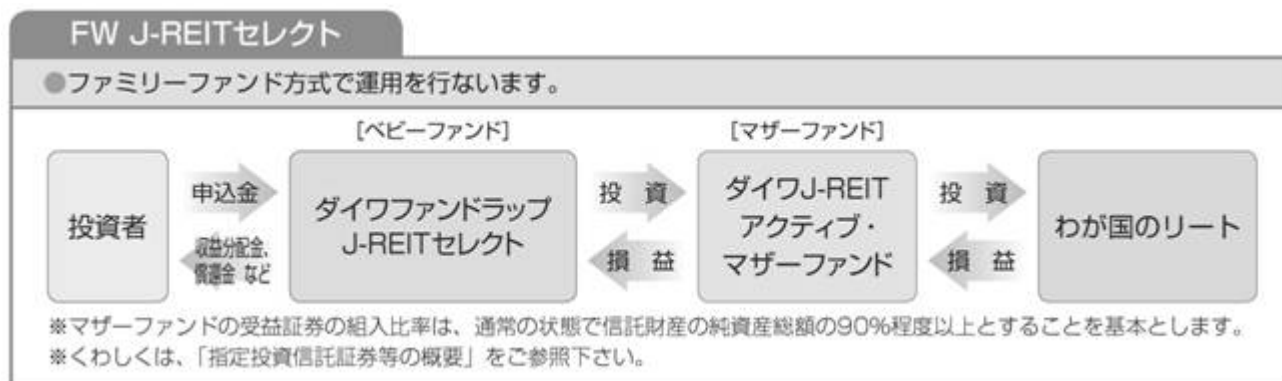 FW J-REITセレクト
●ファミリーファンド方式で運用を行ないます。
[ベビーファンド]
[マザーファンド]
投資者
申込金
収益分配金、
償還金 など
ダイワファンドラップ
J-REITセレクト
投 資
損 益
ダイワJ-REIT
アクティブ・
マザーファンド
投 資
損 益
わが国のリート
※マザーファンドの受益証券の組入比率は、通常の状態で信託財産の純資産総額の90%程度以上とすることを基本とします。
※くわしくは、「指定投資信託証券等の概要」をご参照下さい。